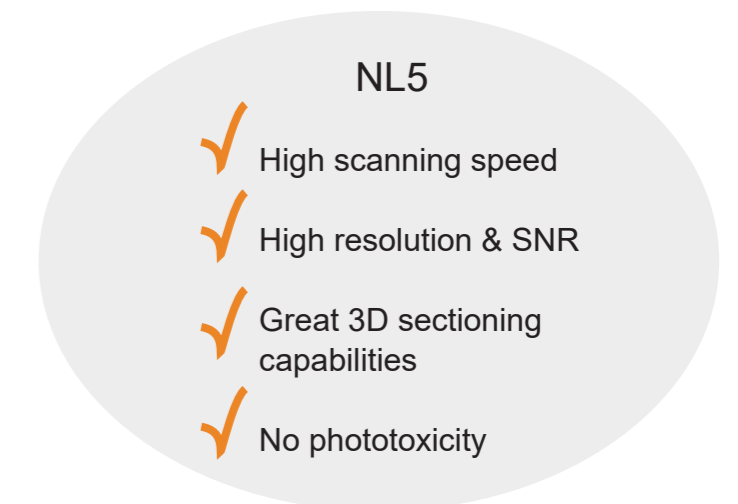 NL5
High scanning speed
High resolution & SNR
Great 3D sectioning
capabilities
No phototoxicity